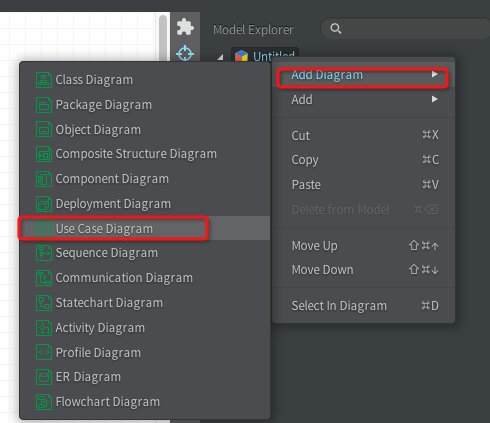 Model Explorer
Untitled
Class Diagram
Package Diagram
Object Diagram
Composite Structure Diagram
Component Diagram
Deployment Diagram
Use Case Diagram
Sequence Diagram
Communication Diagram
Statechart Diagram
Activity Diagram
Profile Diagram
ER Diagram
Flowchart Diagram
Add Diagram
Add
Cut ⌘X
Copy ⌘C
Paste ⌘V
Delete from Model ⌘⌫
Move Up ⇧⌘↑
Move Down ⇧⌘↓
Select In Diagram ⌘D